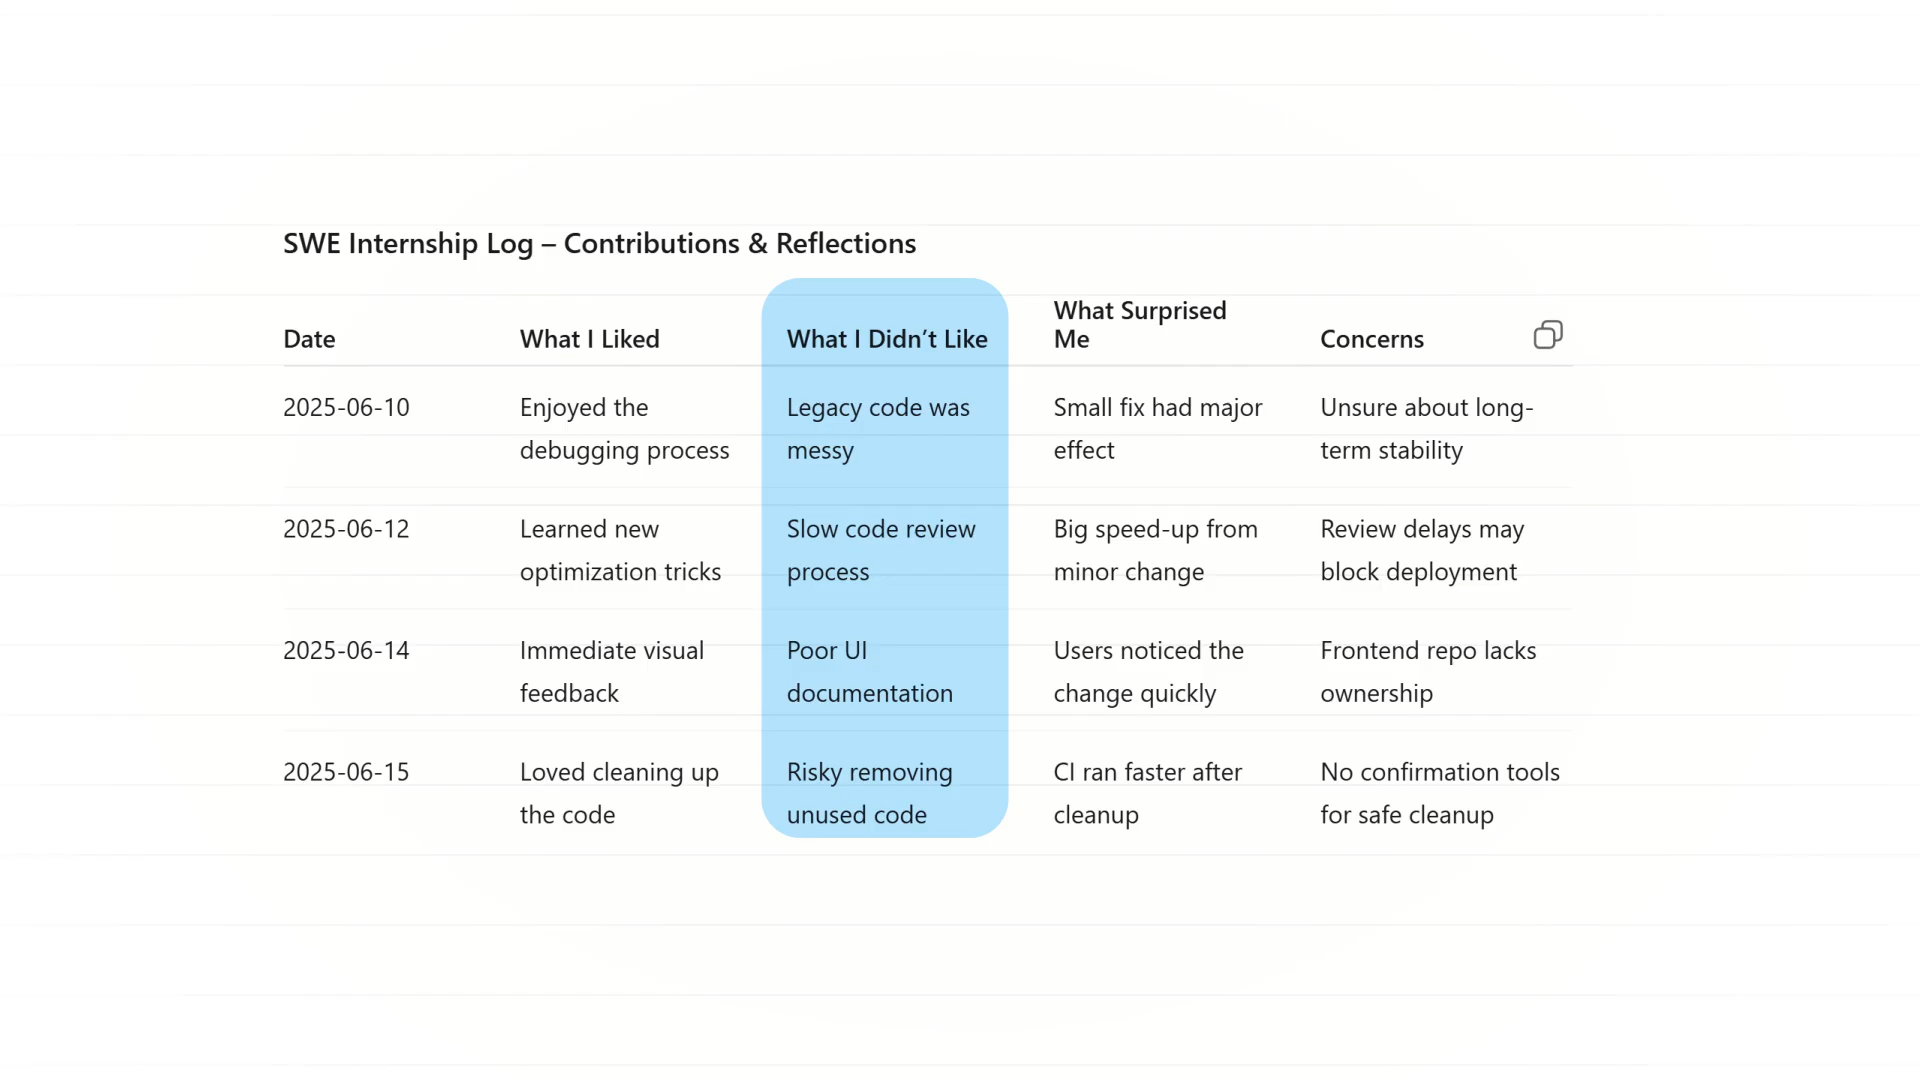 SWE Internship Log – Contributions & Reflections
Date
What I Liked
What I Didn’t Like
What Surprised
Me
Concerns
2025-06-10
Enjoyed the
debugging process
Legacy code was
messy
Small fix had major
effect
Unsure about long-
term stability
2025-06-12
Learned new
optimization tricks
Slow code review
process
Big speed-up from
minor change
Review delays may
block deployment
2025-06-14
Immediate visual
feedback
Poor UI
documentation
Users noticed the
change quickly
Frontend repo lacks
ownership
2025-06-15
Loved cleaning up
the code
Risky removing
unused code
CI ran faster after
cleanup
No confirmation tools
for safe cleanup